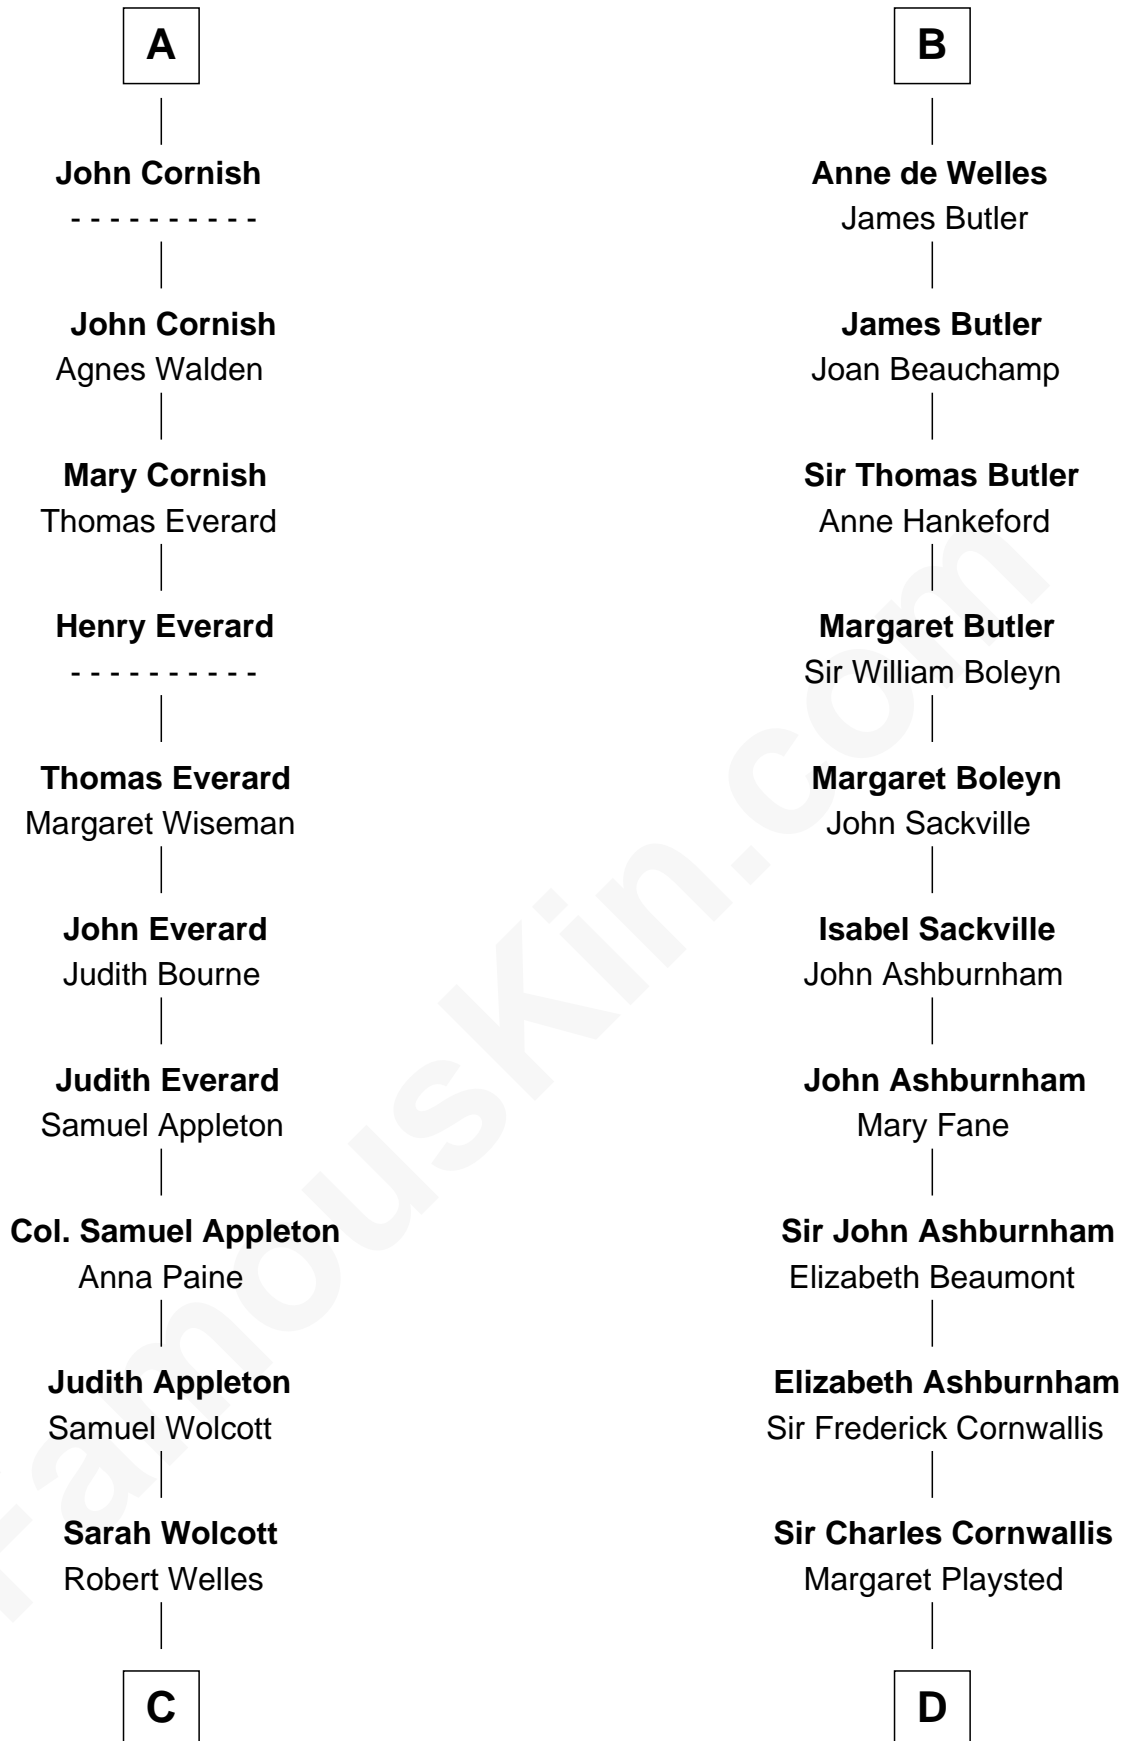 A
John Cornish
- - - - - - - - - -
John Cornish
Agnes Walden
Mary Cornish
Thomas Everard
Henry Everard
- - - - - - - - - -
Thomas Everard
Margaret Wiseman
John Everard
Judith Bourne
Judith Everard
Samuel Appleton
Col. Samuel Appleton
Anna Paine
Judith Appleton
Samuel Wolcott
Sarah Wolcott
Robert Welles
C
B
Anne de Welles
James Butler
James Butler
Joan Beauchamp
Sir Thomas Butler
Anne Hankeford
Margaret Butler
Sir William Boleyn
Margaret Boleyn
John Sackville
Isabel Sackville
John Ashburnham
John Ashburnham
Mary Fane
Sir John Ashburnham
Elizabeth Beaumont
Elizabeth Ashburnham
Sir Frederick Cornwallis
Sir Charles Cornwallis
Margaret Playsted
D
FamousKin.com